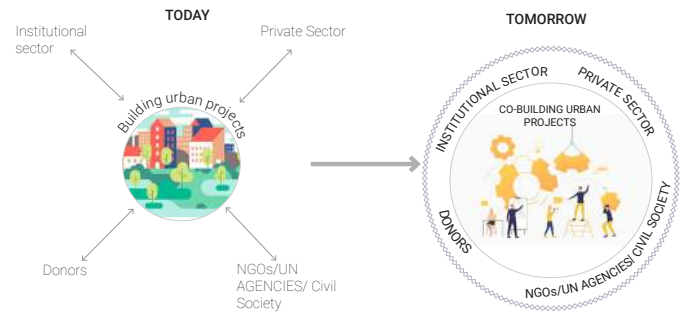 TODAY
Institutional
sector
Private Sector
Building urban projects
Donors
NGOs/UN
AGENCIES/ Civil
Society
TOMORROW
INSTITUTIONAL SECTOR
PRIVATE SECTOR
CO-BUILDING URBAN
PROJECTS
DONORS
NGOs/UN AGENCIES/ CIVIL SOCIETY